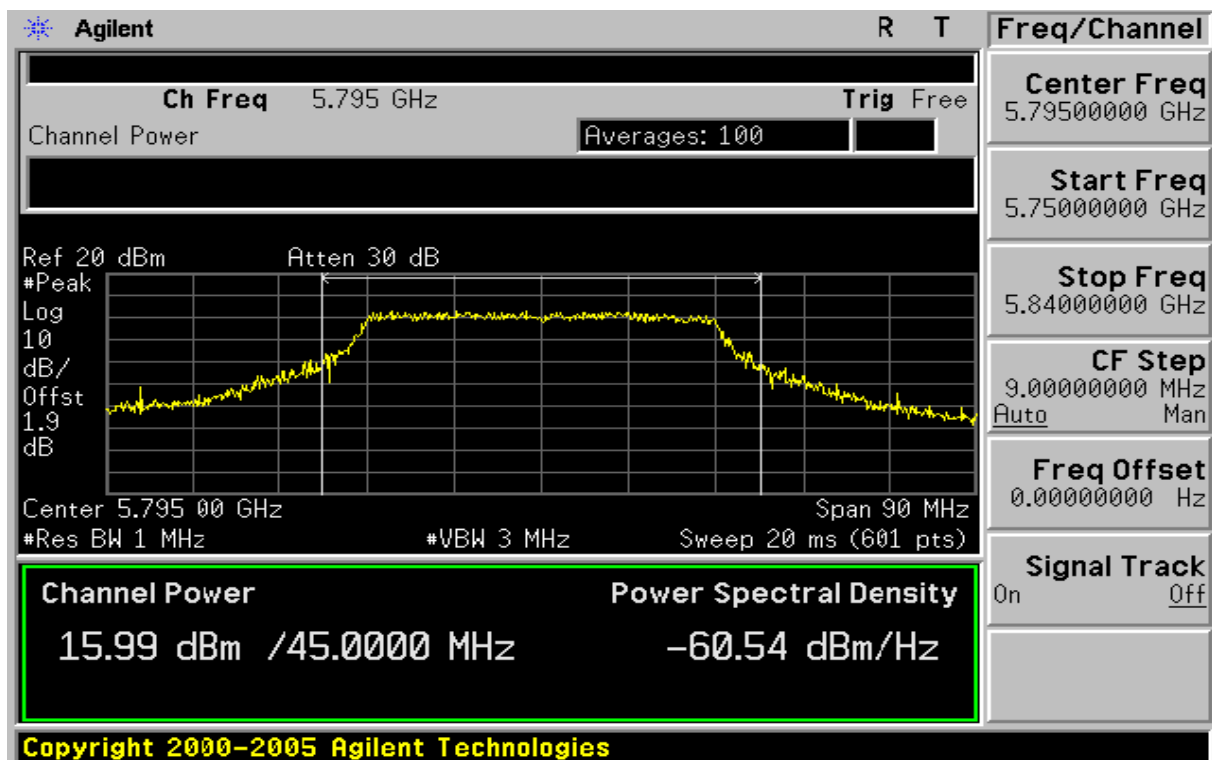 Agilent R T
Ch Freq 5.795 GHz Trig Free
Channel Power Averages: 100
Ref 20 dBm Atten 30 dB
#Peak
Log
10
dB/
Offst
1.9
dB
Center 5.795 00 GHz Span 90 MHz
#Res BW 1 MHz #VBW 3 MHz Sweep 20 ms (601 pts)
Channel Power Power Spectral Density
15.99 dBm /45.0000 MHz -60.54 dBm/Hz
Copyright 2000-2005 Agilent Technologies
Freq/Channel
Center Freq
5.79500000 GHz
Start Freq
5.75000000 GHz
Stop Freq
5.84000000 GHz
CF Step
9.00000000 MHz
Auto Man
Freq Offset
0.00000000 Hz
Signal Track
On Off